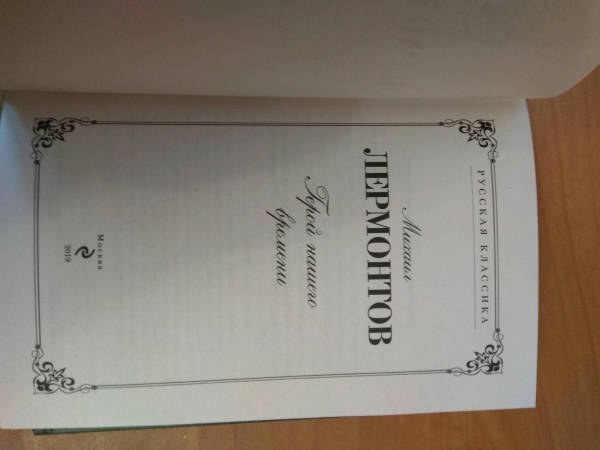 РУССКАЯ КЛАССИКА
Михаил
ЛЕРМОНТОВ
Герой нашего
времени
Москва
2019